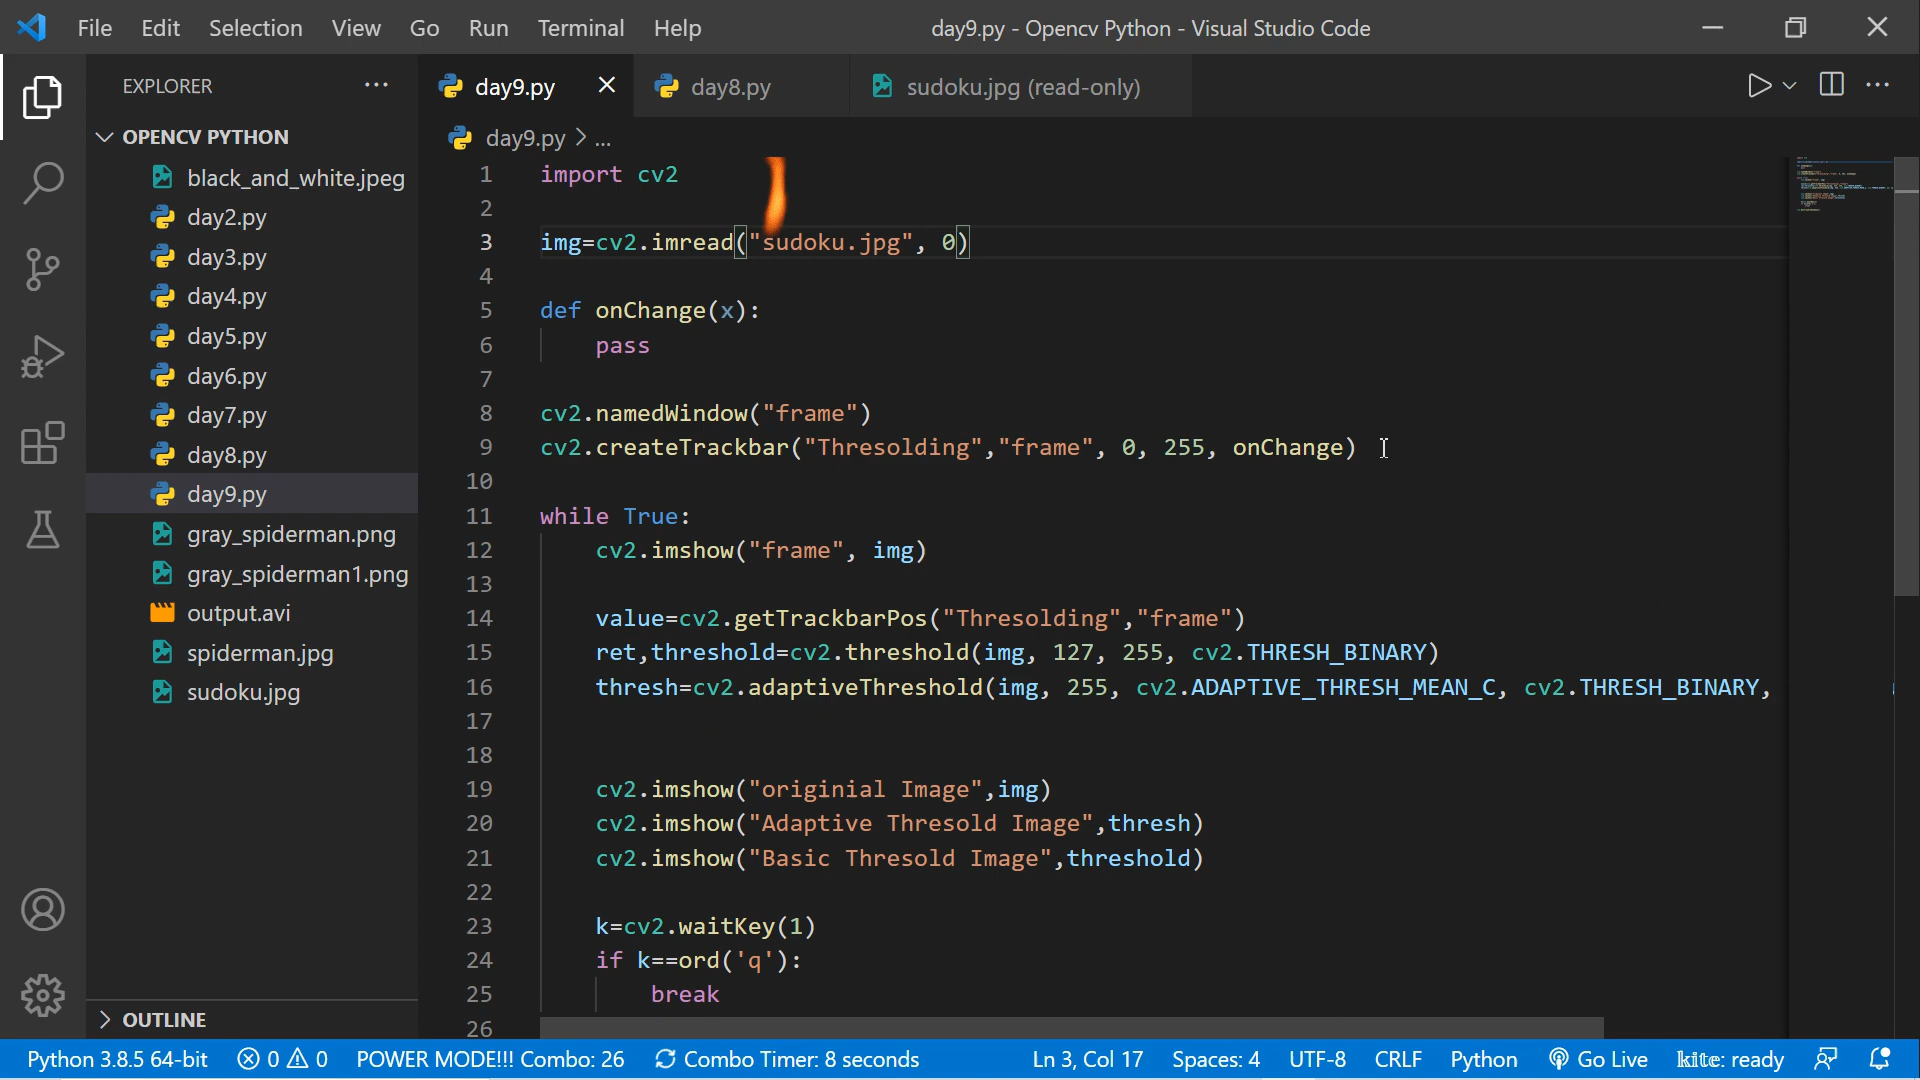 File Edit Selection View Go Run Terminal Help day9.py - Opencv Python - Visual Studio Code
EXPLORER
day9.py day8.py sudoku.jpg (read-only)
OPENCV PYTHON
black_and_white.jpeg
day2.py
day3.py
day4.py
day5.py
day6.py
day7.py
day8.py
day9.py
gray_spiderman.png
gray_spiderman1.png
output.avi
spiderman.jpg
sudoku.jpg
OUTLINE
day9.py > ...
1 import cv2
2
3 img=cv2.imread("sudoku.jpg", 0)
4
5 def onChange(x):
6 pass
7
8 cv2.namedWindow("frame")
9 cv2.createTrackbar("Thresolding","frame", 0, 255, onChange)
10
11 while True:
12 cv2.imshow("frame", img)
13
14 value=cv2.getTrackbarPos("Thresolding","frame")
15 ret,threshold=cv2.threshold(img, 127, 255, cv2.THRESH_BINARY)
16 thresh=cv2.adaptiveThreshold(img, 255, cv2.ADAPTIVE_THRESH_MEAN_C, cv2.THRESH_BINARY,
17
18
19 cv2.imshow("originial Image",img)
20 cv2.imshow("Adaptive Thresold Image",thresh)
21 cv2.imshow("Basic Thresold Image",threshold)
22
23 k=cv2.waitKey(1)
24 if k==ord('q'):
25 break
26
Python 3.8.5 64-bit 0 0 POWER MODE!!! Combo: 26 Combo Timer: 8 seconds Ln 3, Col 17 Spaces: 4 UTF-8 CRLF Python Go Live kite: ready